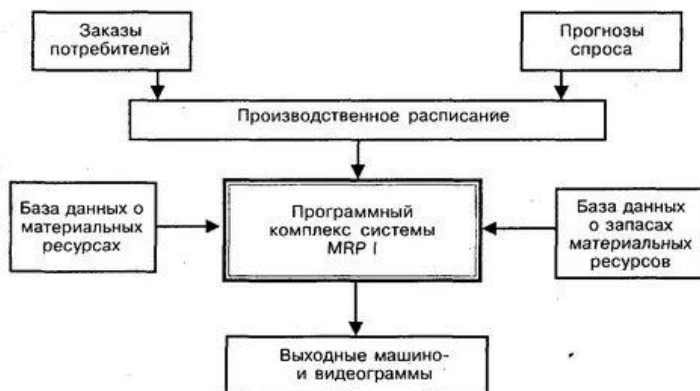 Заказы
потребителей
Прогнозы
спроса
Производственное расписание
База данных о
материальных
ресурсах
Программный
комплекс системы
MRP I
База данных
о запасах
материальных
ресурсов
Выходные машино-
и видеограммы